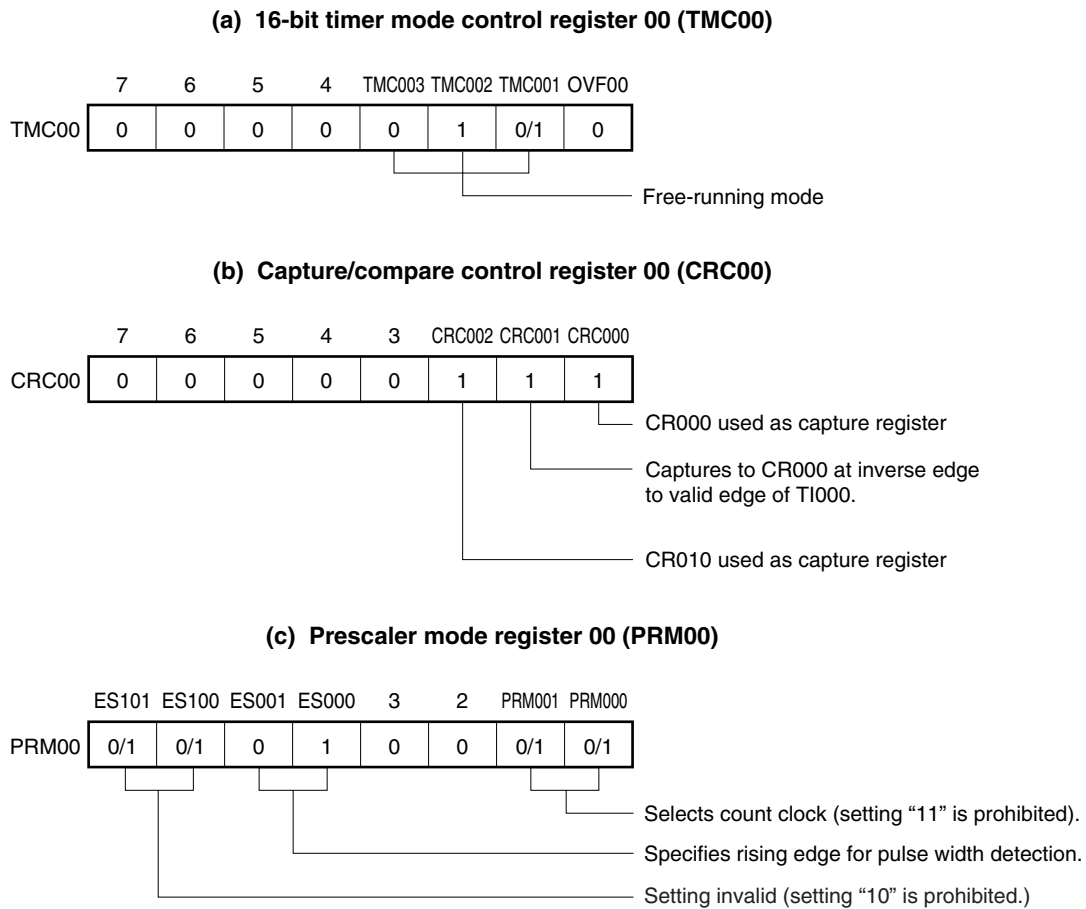 (a) 16-bit timer mode control register 00 (TMC00)
7 6 5 4 TMC003 TMC002 TMC001 OVF00
TMC00 0 0 0 0 0 1 0/1 0
Free-running mode
(b) Capture/compare control register 00 (CRC00)
7 6 5 4 3 CRC002 CRC001 CRC000
CRC00 0 0 0 0 0 1 1 1
CR000 used as capture register
Captures to CR000 at inverse edge
to valid edge of TI000.
CR010 used as capture register
(c) Prescaler mode register 00 (PRM00)
ES101 ES100 ES001 ES000 3 2 PRM001 PRM000
PRM00 0/1 0/1 0 1 0 0 0/1 0/1
Selects count clock (setting “11” is prohibited).
Specifies rising edge for pulse width detection.
Setting invalid (setting “10” is prohibited.)